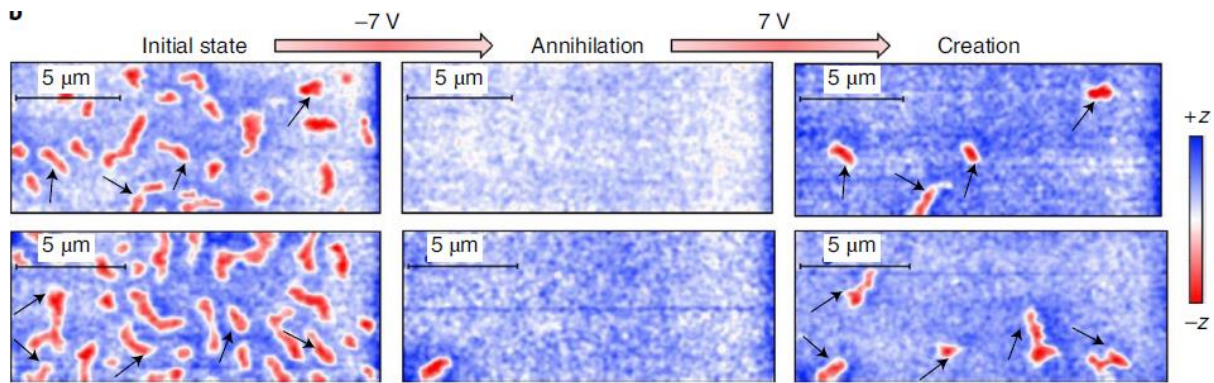 −7 V
7 V
Initial state
Annihilation
Creation
5 μm
5 μm
5 μm
+z
5 μm
5 μm
5 μm
−z